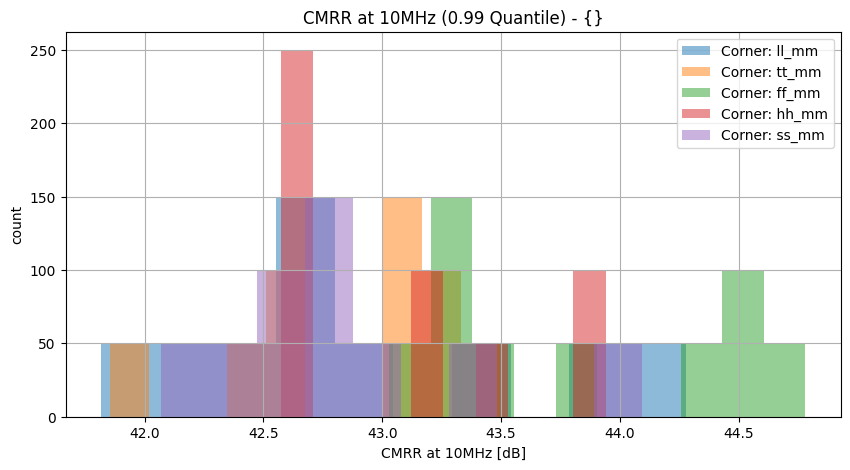 CMRR at 10MHz (0.99 Quantile) - {}
Corner: ll_mm
Corner: tt_mm
Corner: ff_mm
Corner: hh_mm
Corner: ss_mm
count
250
200
150
100
50
0
42.0 42.5 43.0 43.5 44.0 44.5
CMRR at 10MHz [dB]